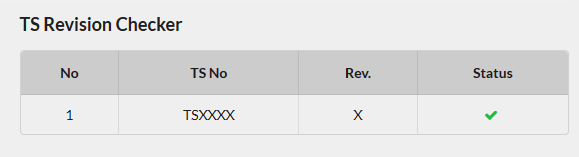 TS Revision Checker
No TS No Rev. Status
1 TSXXXX X